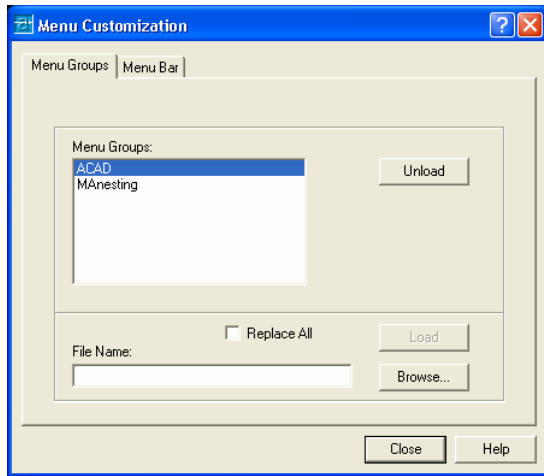 Menu Customization
Menu Groups
Menu Bar
Menu Groups:
ACAD
MAnesting
Unload
Replace All
Load
File Name:
Browse...
Close
Help